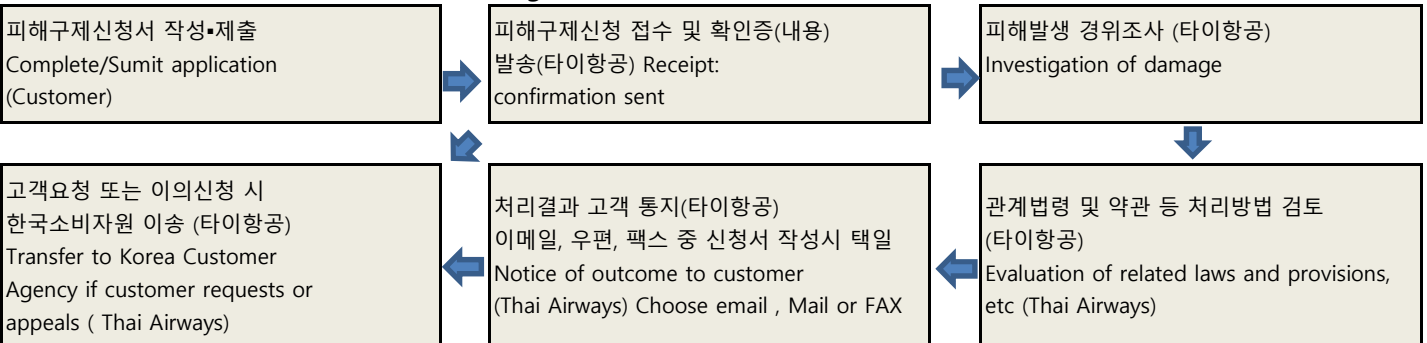 피해구제신청서 작성▪제출
Complete/Sumit application
(Customer)
피해구제신청 접수 및 확인증(내용)
발송(타이항공) Receipt:
confirmation sent
피해발생 경위조사 (타이항공)
Investigation of damage
관계법령 및 약관 등 처리방법 검토
(타이항공)
Evaluation of related laws and provisions,
etc (Thai Airways)
처리결과 고객 통지(타이항공)
이메일, 우편, 팩스 중 신청서 작성시 택일
Notice of outcome to customer
(Thai Airways) Choose email , Mail or FAX
고객요청 또는 이의신청 시
한국소비자원 이송 (타이항공)
Transfer to Korea Customer
Agency if customer requests or
appeals ( Thai Airways)